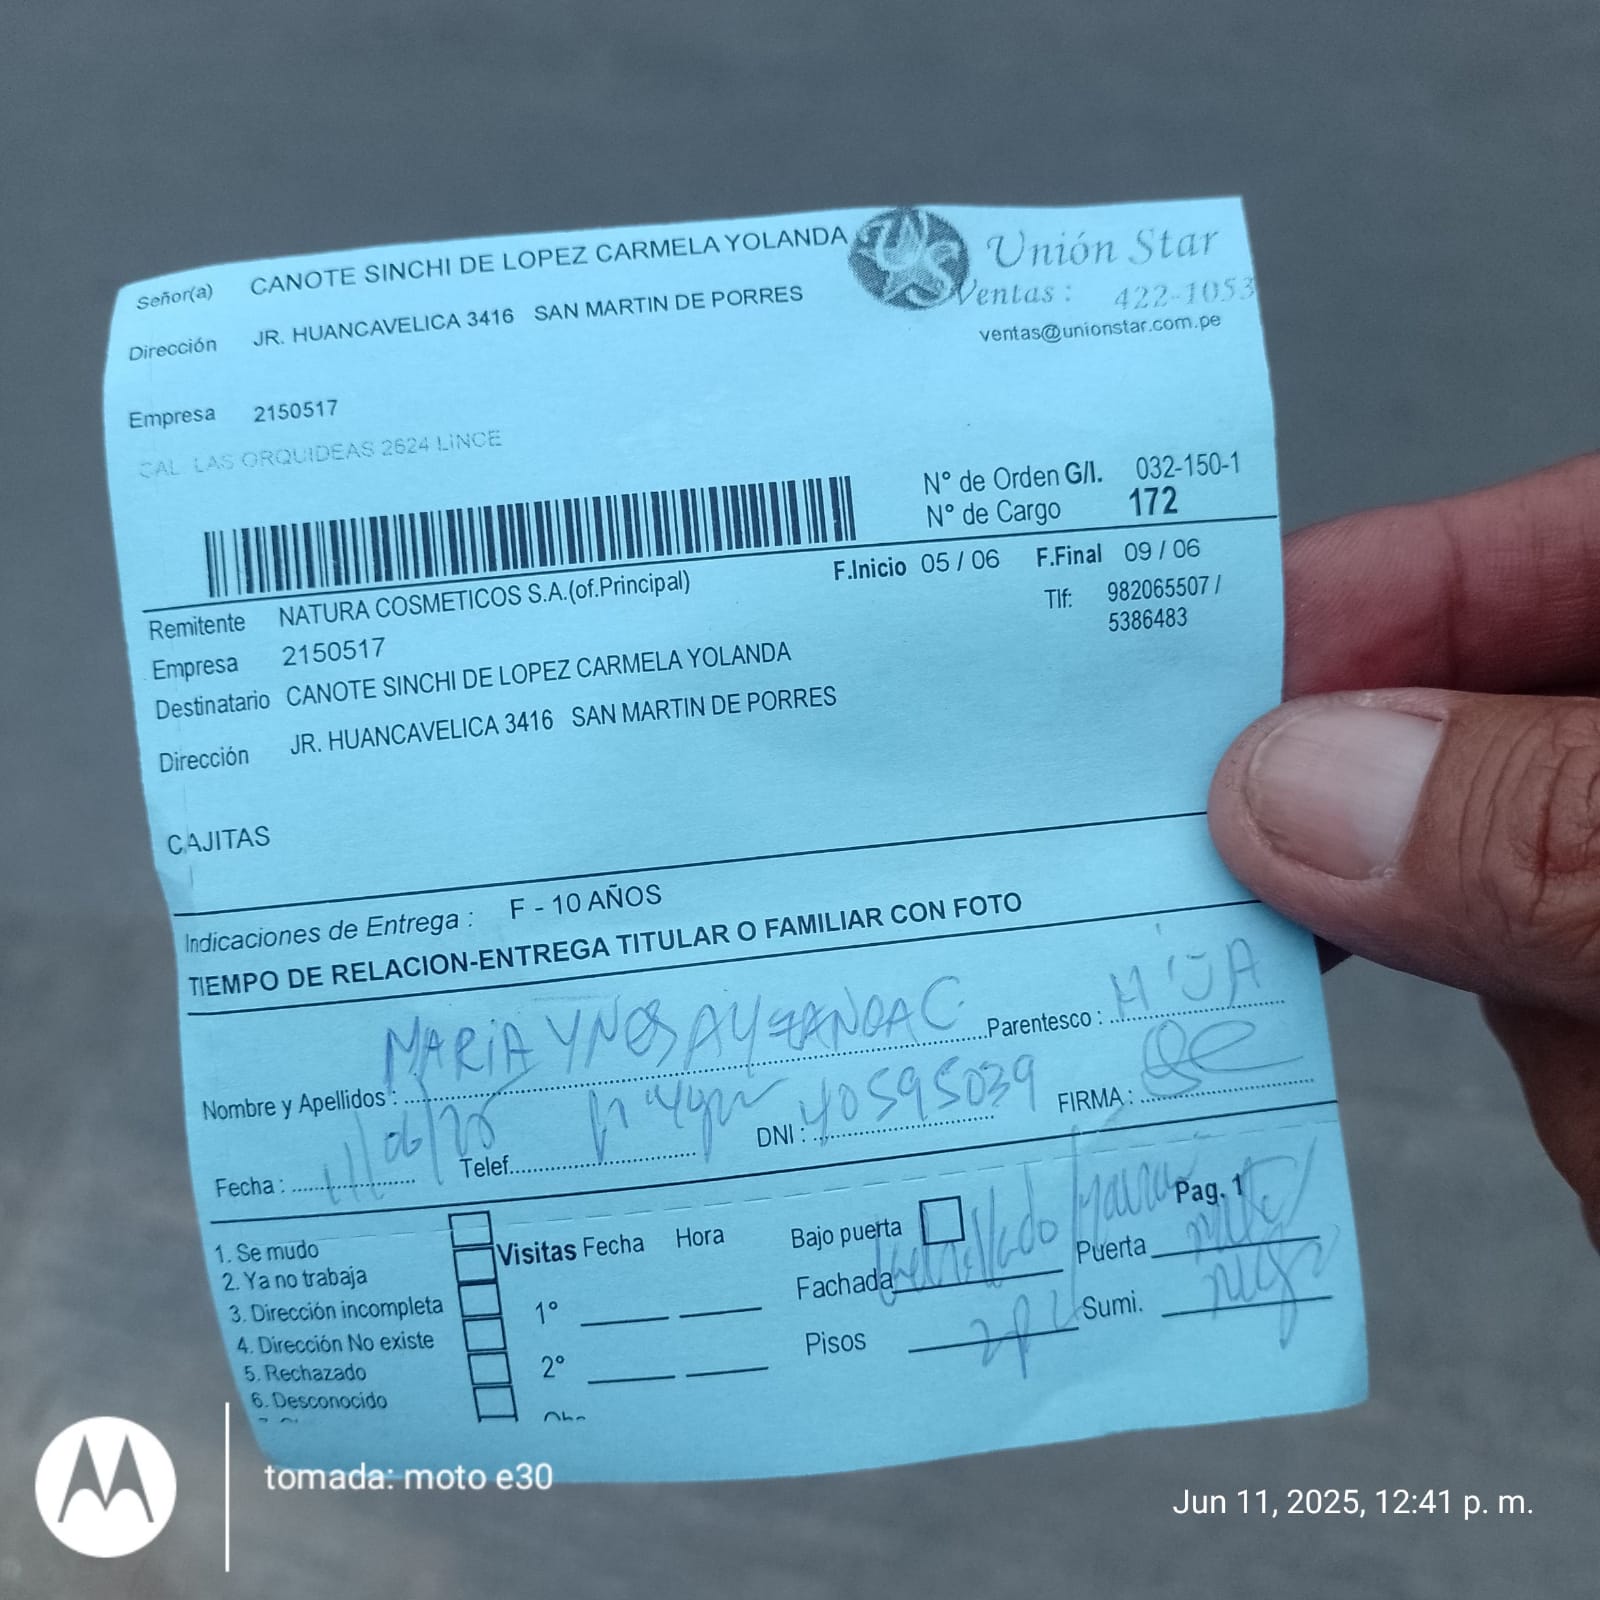 Señor(a) CANOTE SINCHI DE LOPEZ CARMELA YOLANDA
Unión Star
Dirección JR. HUANCAVELICA 3416 SAN MARTIN DE PORRES
Ventas: 422-1053
ventas@unionstar.com.pe
Empresa 2150517
CAL LAS ORQUIDEAS 2624 LINCE
N° de Orden G/I. 032-150-1
N° de Cargo 172
F.Inicio 05 / 06 F.Final 09 / 06
Remitente NATURA COSMETICOS S.A.(of.Principal)
Tlf: 982065507 /
5386483
Empresa 2150517
Destinatario CANOTE SINCHI DE LOPEZ CARMELA YOLANDA
Dirección JR. HUANCAVELICA 3416 SAN MARTIN DE PORRES
CAJITAS
Indicaciones de Entrega : F - 10 AÑOS
TIEMPO DE RELACION-ENTREGA TITULAR O FAMILIAR CON FOTO
Nombre y Apellidos : MARIA YNES C. Parentesco : HIJA
Fecha : 11/06/25 Telef. DNI : 40595039 FIRMA :
Pag. 1
1. Se mudo
2. Ya no trabaja
3. Dirección incompleta
4. Dirección No existe
5. Rechazado
6. Desconocido
Visitas Fecha Hora
1°
2°
Bajo puerta
Fachada Puerta
Pisos 2p Sumi.
tomada: moto e30
Jun 11, 2025, 12:41 p. m.